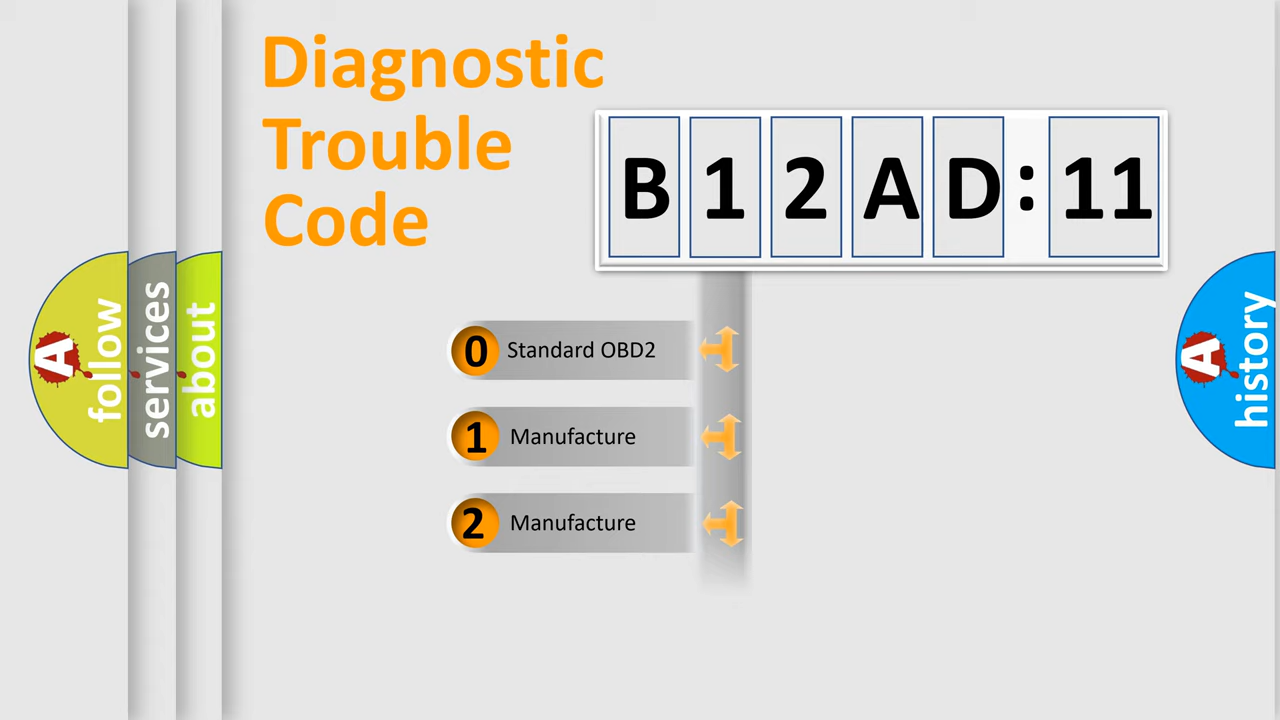 Diagnostic
Trouble
Code
B 1 2 A D : 11
0 Standard OBD2
1 Manufacture
2 Manufacture
A follow
services
about
A history